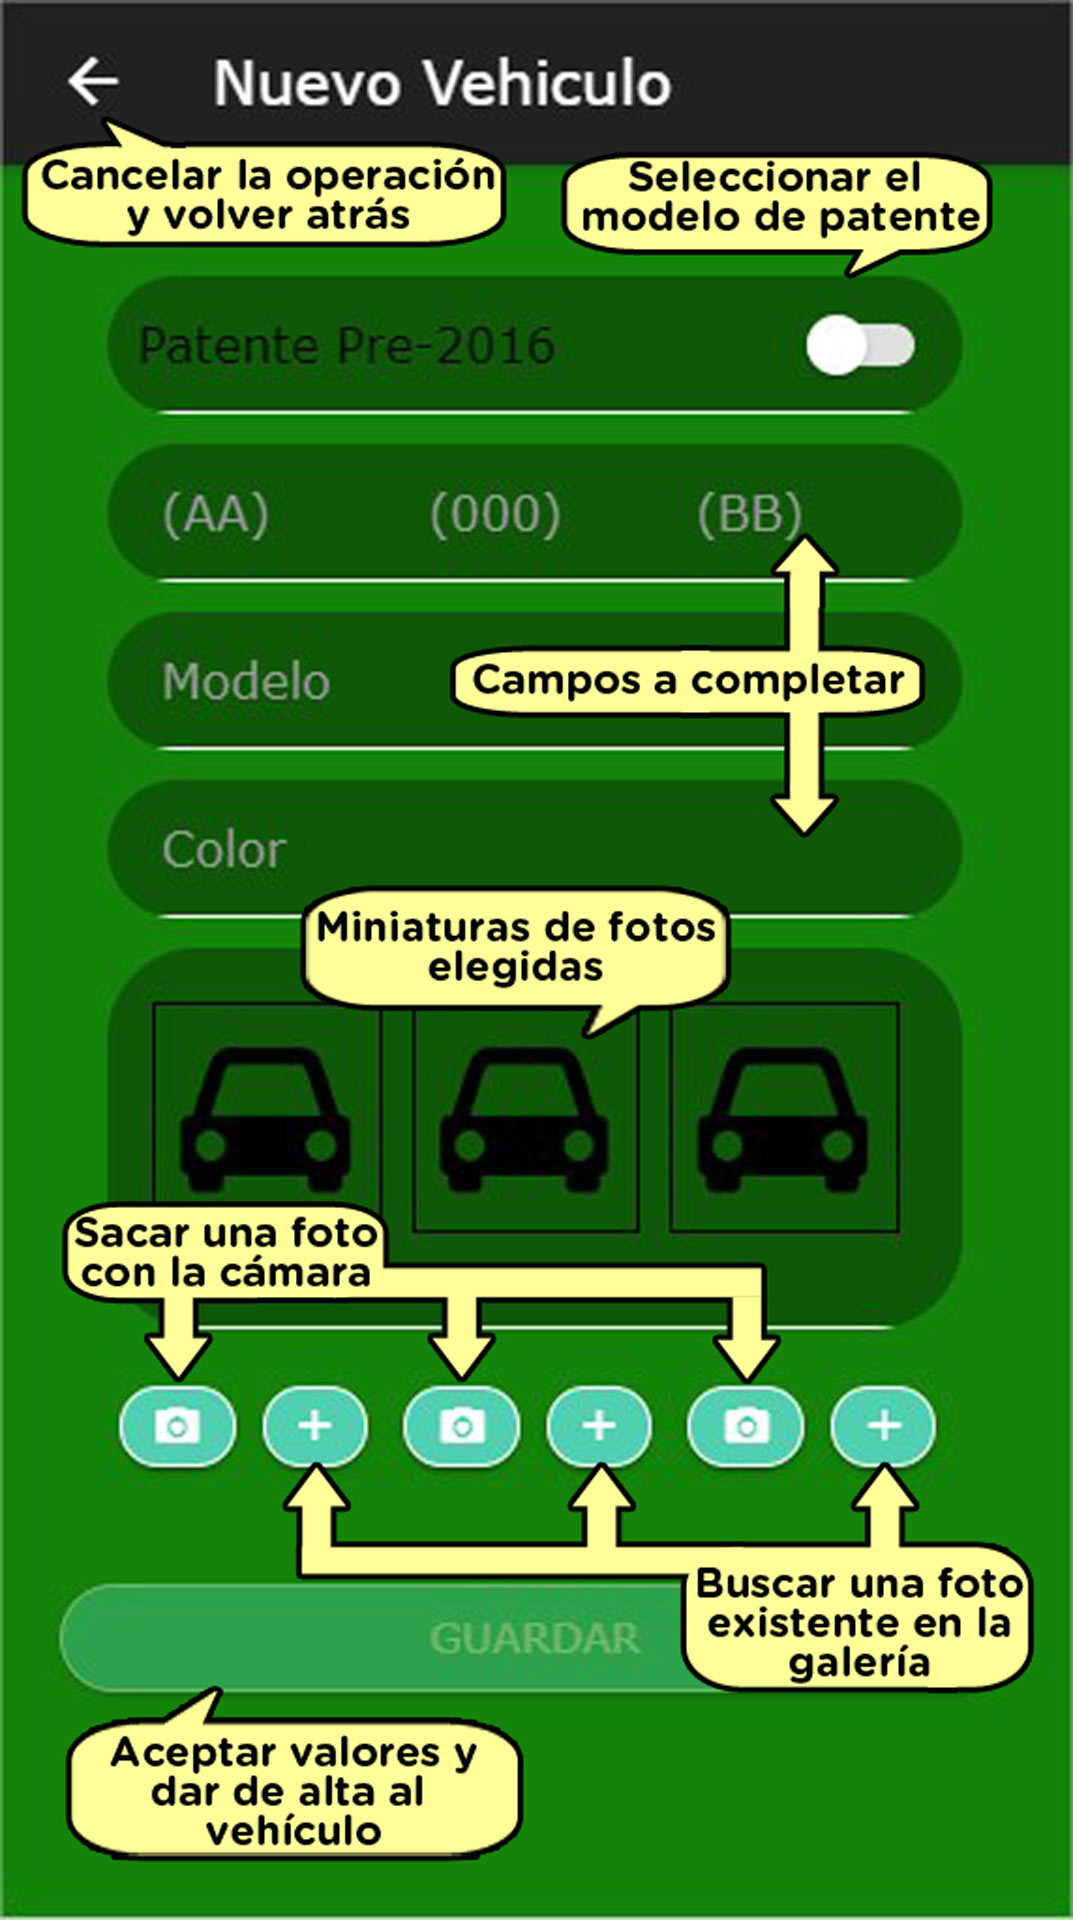 Nuevo Vehiculo
Cancelar la operación
y volver atrás
Seleccionar el
modelo de patente
Patente Pre-2016
(AA) (000) (BB)
Modelo
Campos a completar
Color
Miniaturas de fotos
elegidas
Sacar una foto
con la cámara
Buscar una foto
existente en la
galería
GUARDAR
Aceptar valores y
dar de alta al
vehículo